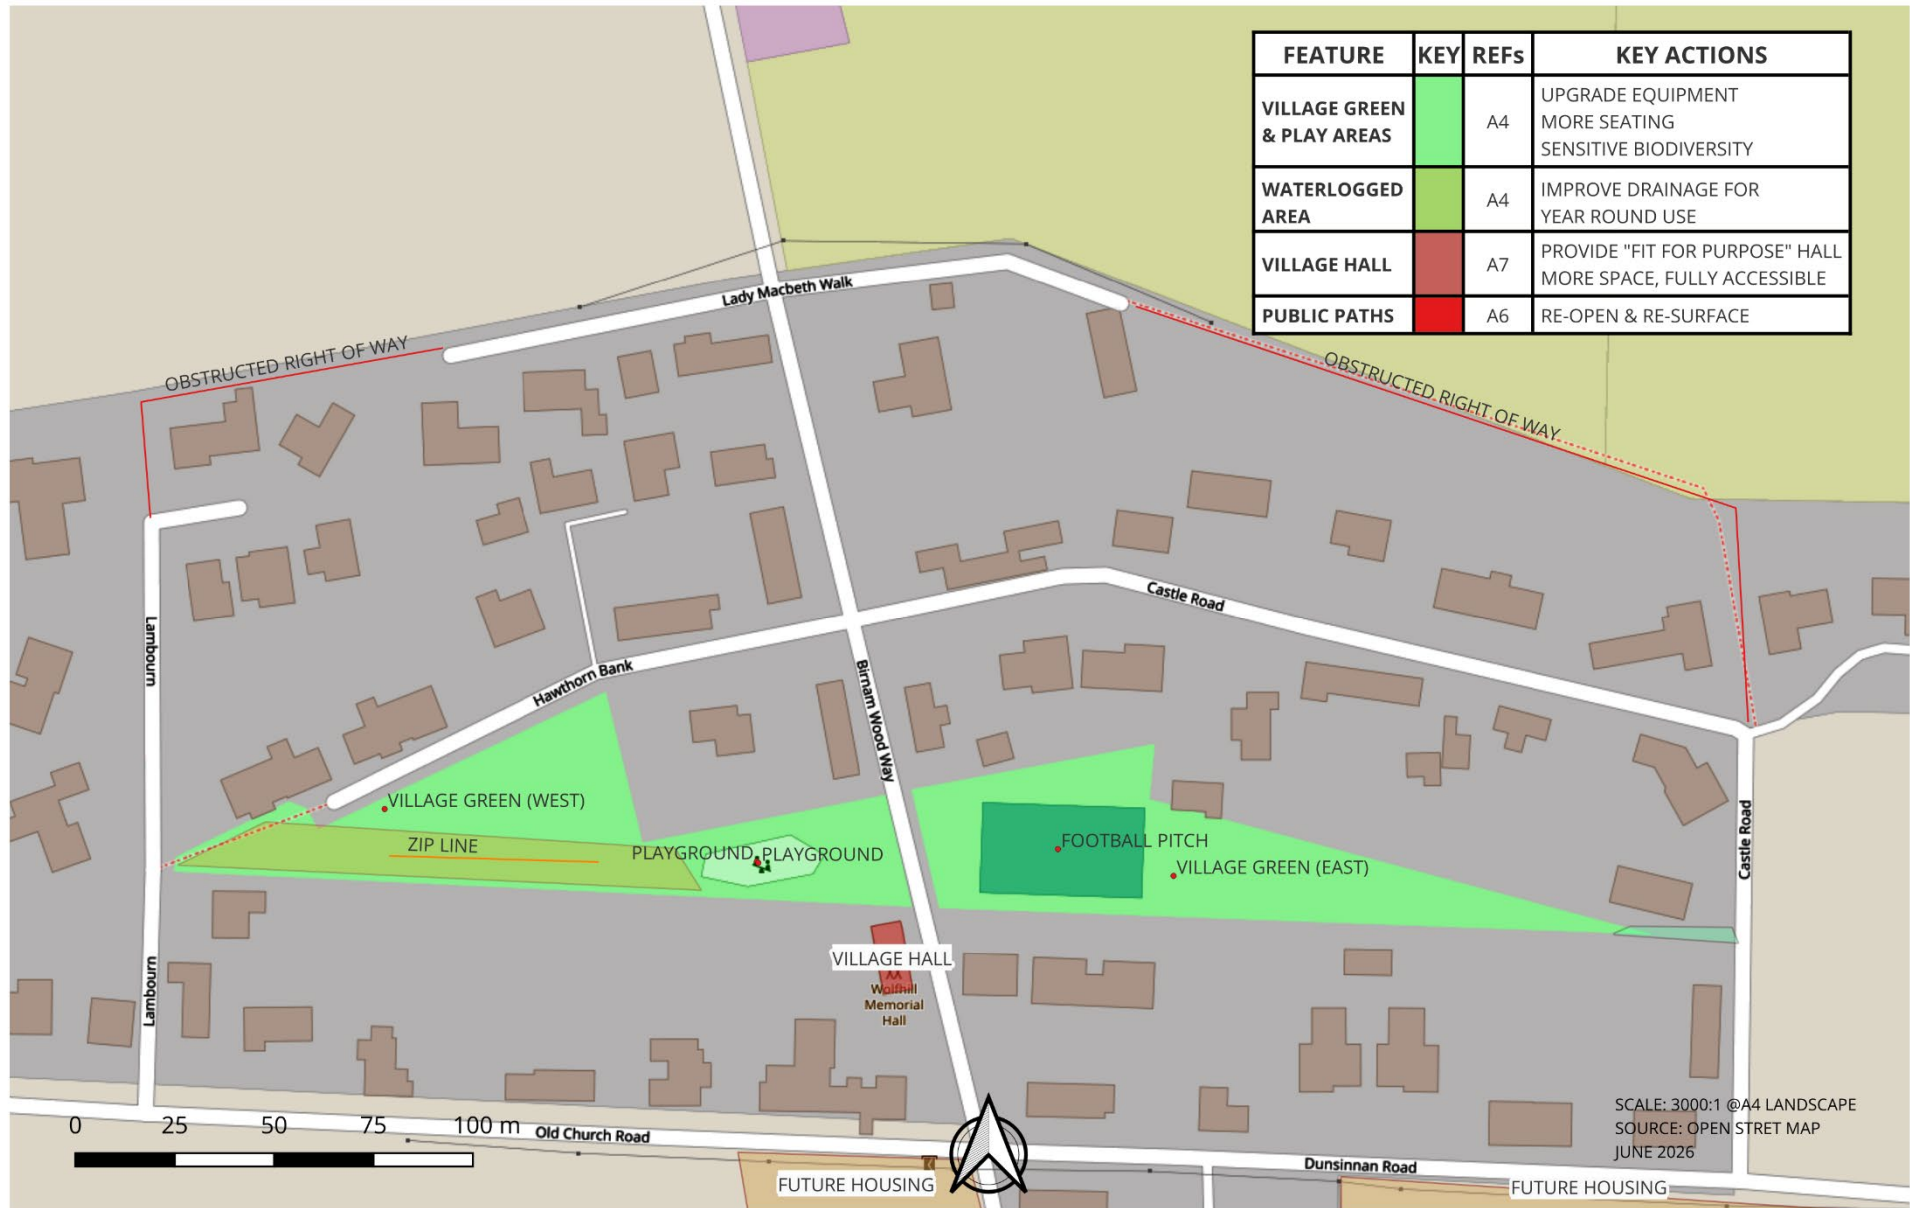 FEATURE KEY REFs KEY ACTIONS
VILLAGE GREEN
& PLAY AREAS
A4
UPGRADE EQUIPMENT
MORE SEATING
SENSITIVE BIODIVERSITY
WATERLOGGED
AREA
A4
IMPROVE DRAINAGE FOR
YEAR ROUND USE
VILLAGE HALL
A7
PROVIDE "FIT FOR PURPOSE" HALL
MORE SPACE, FULLY ACCESSIBLE
PUBLIC PATHS
A6
RE-OPEN & RE-SURFACE
Lady Macbeth Walk
OBSTRUCTED RIGHT OF WAY
OBSTRUCTED RIGHT OF WAY
Castle Road
Lambourn
Hawthorn Bank
Birnam Wood Way
VILLAGE GREEN (WEST)
ZIP LINE
PLAYGROUND
PLAYGROUND
FOOTBALL PITCH
VILLAGE GREEN (EAST)
Castle Road
VILLAGE HALL
Wolfhill
Memorial
Hall
Lambourn
0 25 50 75 100 m
Old Church Road
Dunsinnan Road
SCALE: 3000:1 @A4 LANDSCAPE
SOURCE: OPEN STRET MAP
JUNE 2026
FUTURE HOUSING
FUTURE HOUSING